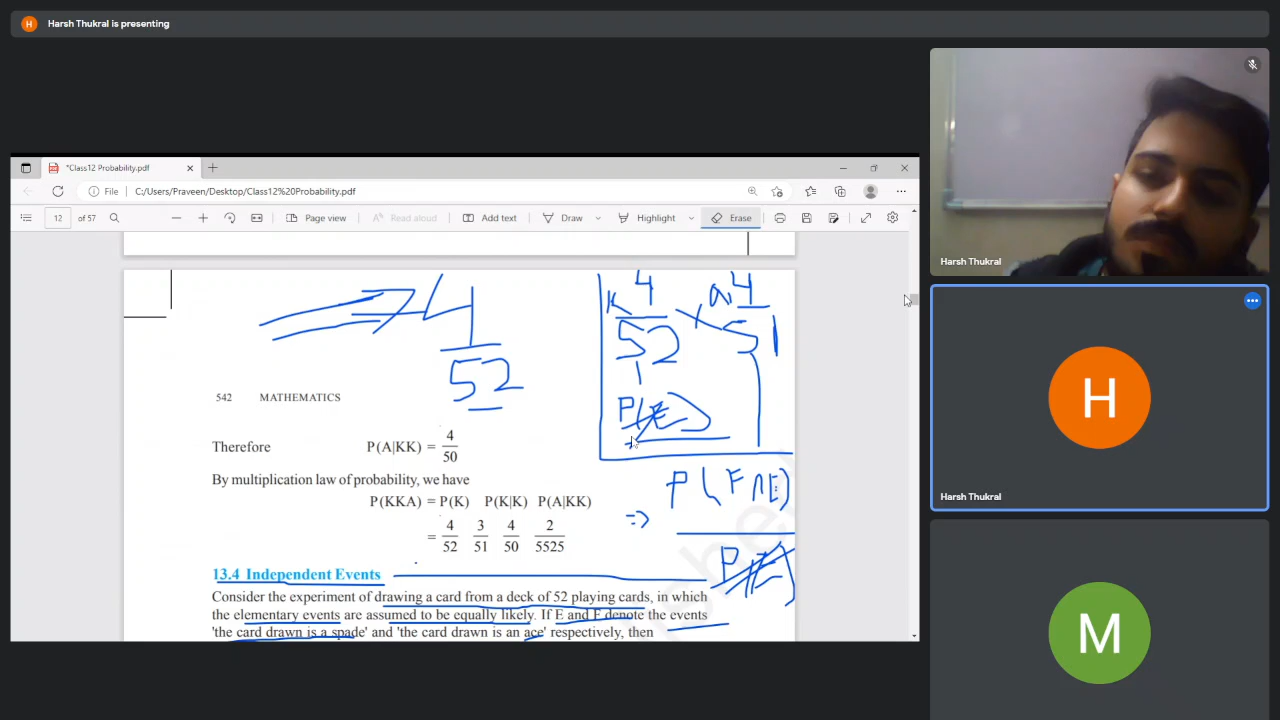 H Harsh Thukral is presenting
*Class12 Probability.pdf
File C:/Users/Praveen/Desktop/Class12%20Probability.pdf
12 of 57 Page view Read aloud Add text Draw Highlight Erase
4
52
K 4
52
×
4
51
P(E)
542 MATHEMATICS
Therefore P(A|KK) = 4
50
By multiplication law of probability, we have
P(KKA) = P(K) P(K|K) P(A|KK)
= 4 3 4 2
52 51 50 5525
=> P(F∩E)
P(E)
13.4 Independent Events
Consider the experiment of drawing a card from a deck of 52 playing cards, in which
the elementary events are assumed to be equally likely. If E and F denote the events
'the card drawn is a spade' and 'the card drawn is an ace' respectively, then
Harsh Thukral
H
Harsh Thukral
M